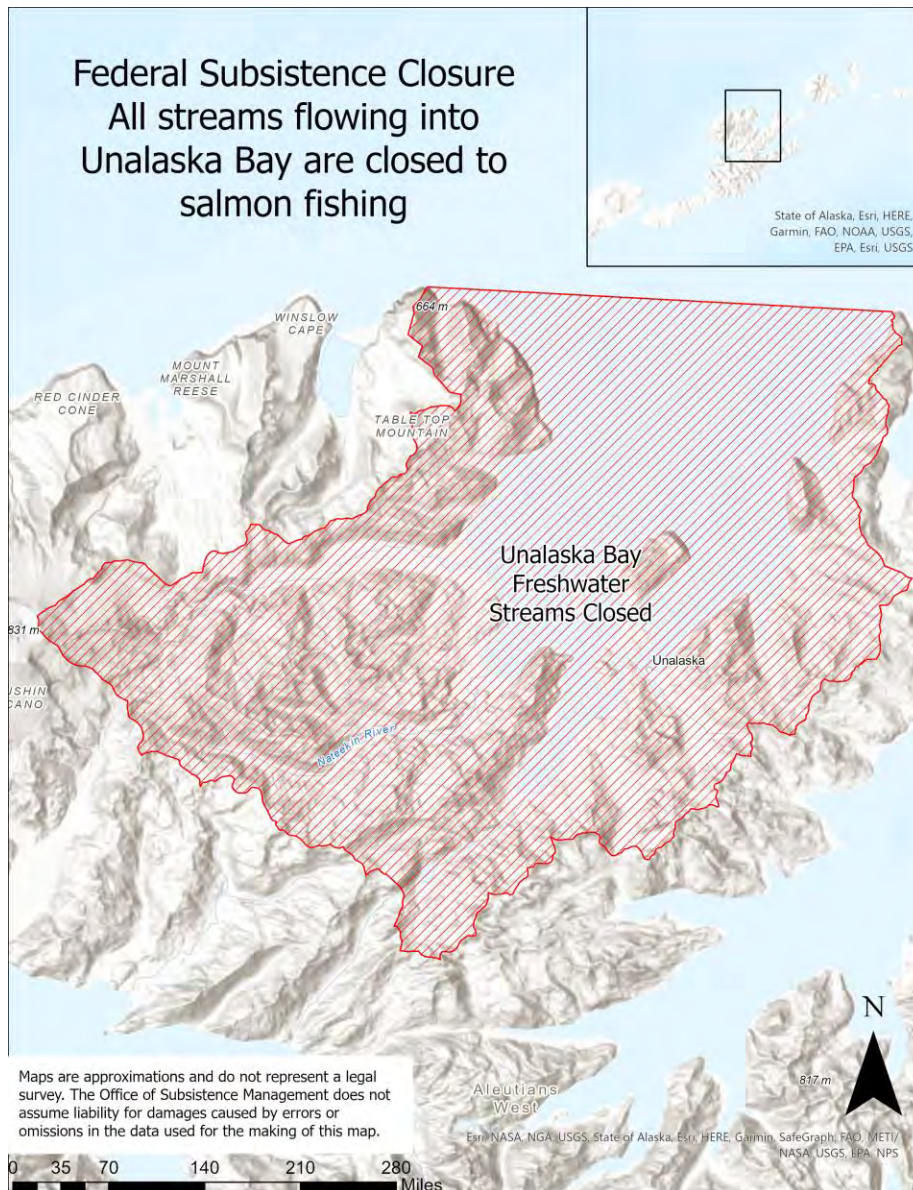 Federal Subsistence Closure
All streams flowing into
Unalaska Bay are closed to
salmon fishing
State of Alaska, Esri, HERE,
Garmin, FAO, NOAA, USGS,
EPA, Esri, USGS
664 m
WINSLOW
CAPE
MOUNT
MARSHALL
REESE
RED CINDER
CONE
TABLE TOP
MOUNTAIN
Unalaska Bay
Freshwater
Streams Closed
831 m
Unalaska
ISHIN
CANO
Nateekin River
N
Maps are approximations and do not represent a legal
survey. The Office of Subsistence Management does not
assume liability for damages caused by errors or
omissions in the data used for the making of this map.
Aleutians
West
817 m
Esri, NASA, NGA, USGS, State of Alaska, Esri, HERE, Garmin, SafeGraph, FAO, METI/
NASA, USGS, EPA, NPS
0 35 70 140 210 280
Miles